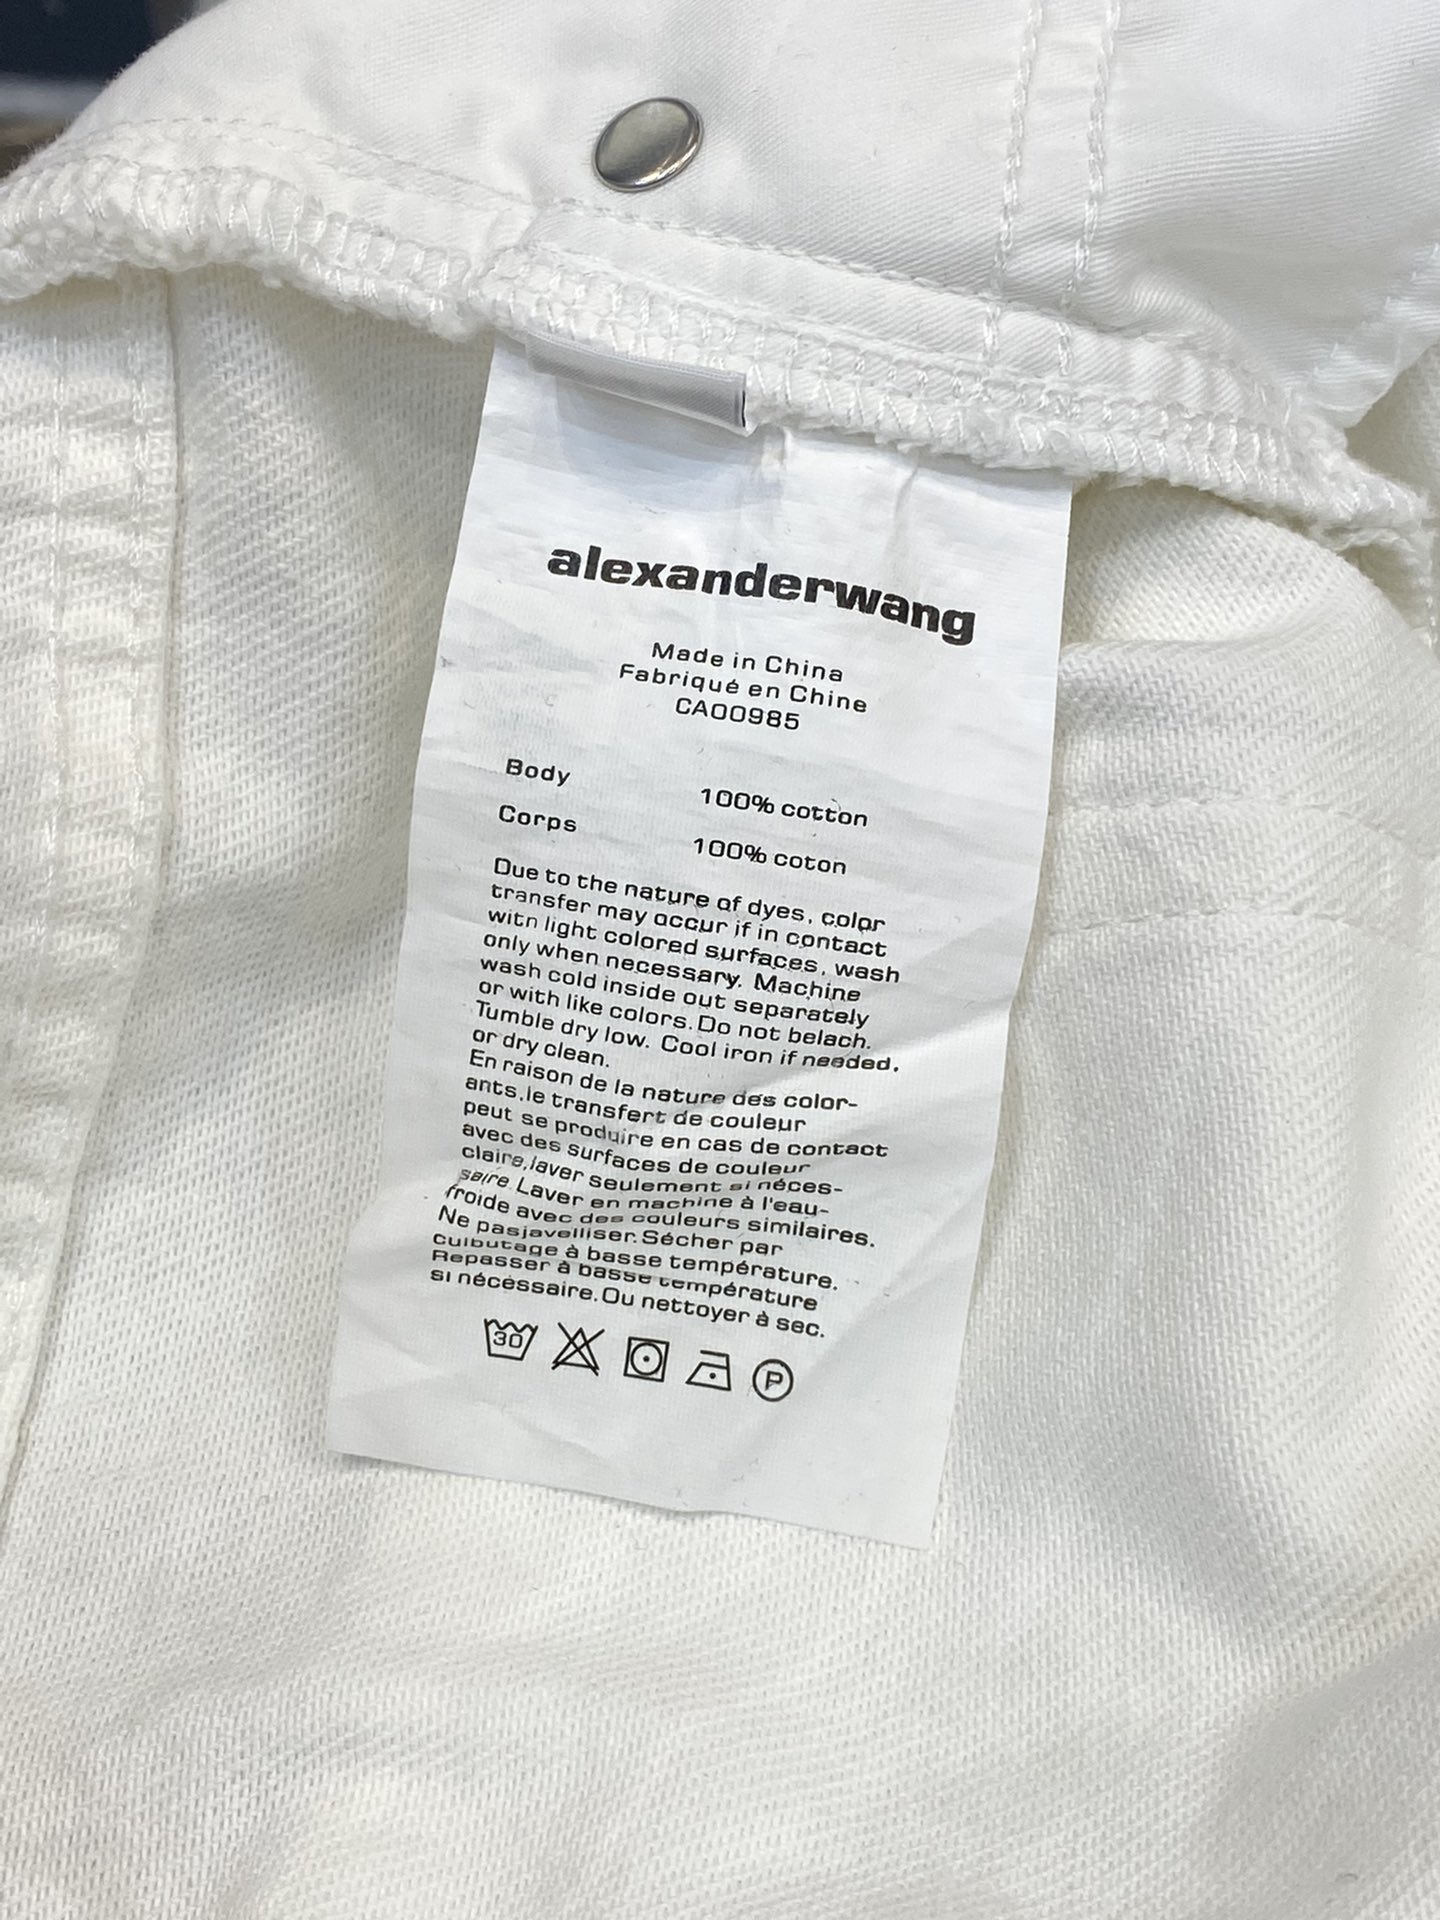 alexanderwang
Made in China
Fabriqué en Chine
CA00985
Body
100% cotton
Corps
100% coton
Due to the nature of dyes, color
transfer may occur if in contact
witn light colored surfaces, wash
only when necessary. Machine
wash cold inside out separately
or with like colors. Do not belach.
Tumble dry low. Cool iron if needed.
or dry clean.
En raison de la nature des color-
ants, le transfert de couleur
peut se produire en cas de contact
avec des surfaces de couleur
claire, laver seulement si néces-
saire. Laver en machine à l'eau-
froide avec des couleurs similaires.
Ne pasjavelliser. Sécher par
culbutage à basse température.
Repasser à basse température
si nécessaire. Ou nettoyer à sec.
30
P